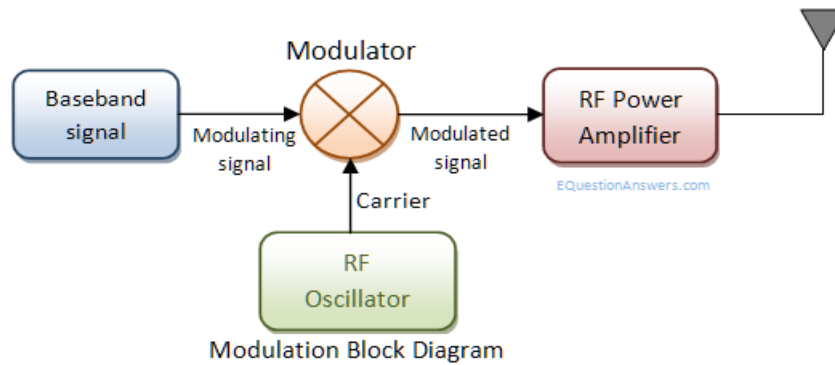 Modulator
Baseband
signal
Modulating
signal
Modulated
signal
RF Power
Amplifier
EQuestionAnswers.com
Carrier
RF
Oscillator
Modulation Block Diagram